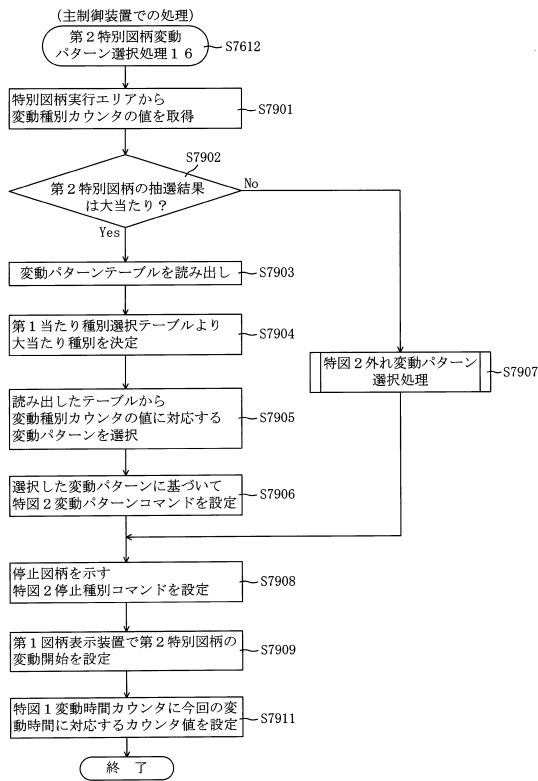 (主制御装置での処理)
第2特別図柄変動
パターン選択処理16
S7612
特別図柄実行エリアから
変動種別カウンタの値を取得
S7901
S7902
第2特別図柄の抽選結果
は大当たり?
No
Yes
変動パターンテーブルを読み出し
S7903
第1当たり種別選択テーブルより
大当たり種別を決定
S7904
特図2外れ変動パターン
選択処理
S7907
読み出したテーブルから
変動種別カウンタの値に対応する
変動パターンを選択
S7905
選択した変動パターンに基づいて
特図2変動パターンコマンドを設定
S7906
停止図柄を示す
特図2停止種別コマンドを設定
S7908
第1図柄表示装置で第2特別図柄の
変動開始を設定
S7909
特図1変動時間カウンタに今回の変
動時間に対応するカウンタ値を設定
S7911
終 了